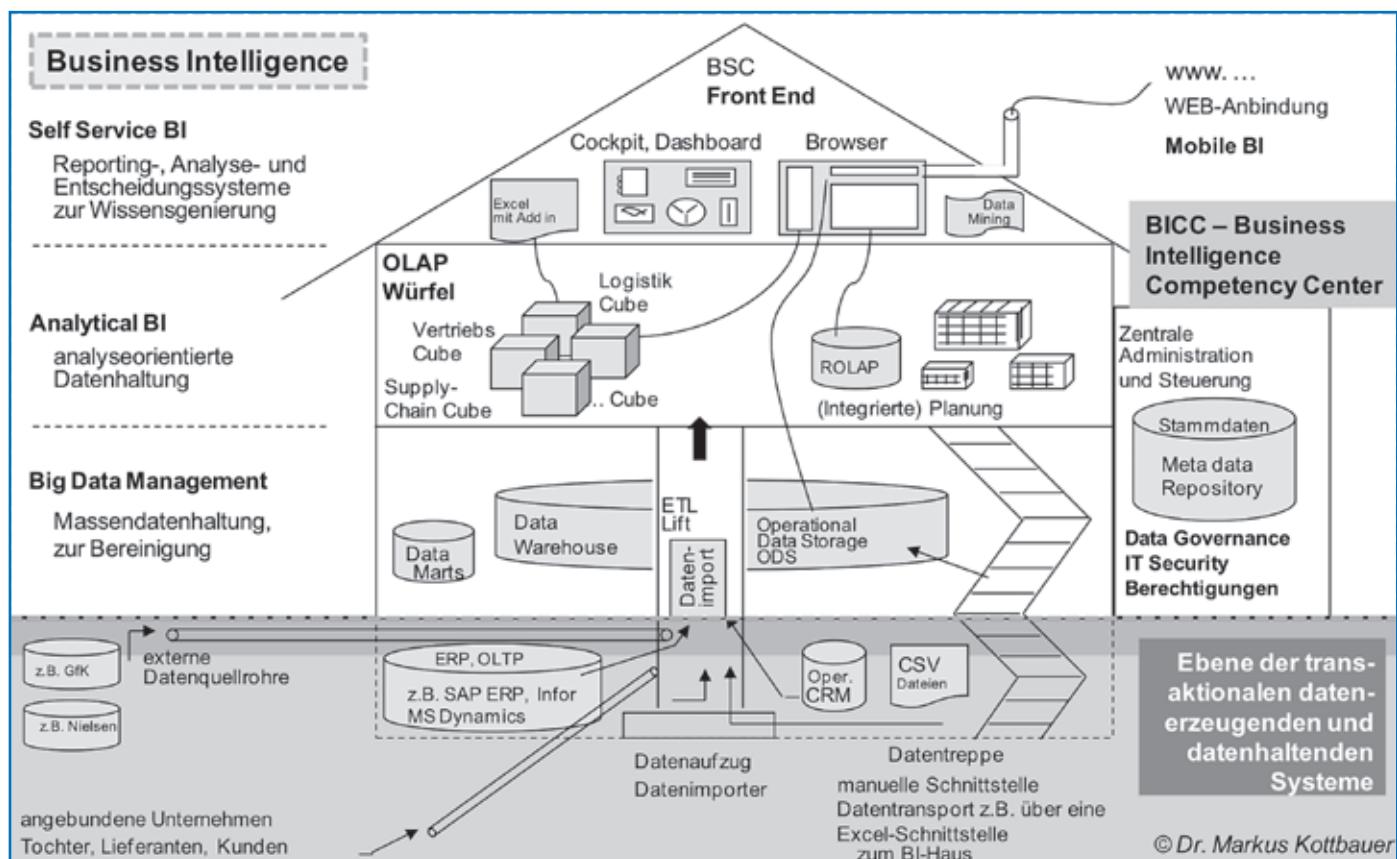 Business Intelligence
Self Service BI
Reporting-, Analyse- und
Entscheidungssysteme
zur Wissensgenierung
Analytical BI
analyseorientierte
Datenhaltung
Big Data Management
Massendatenhaltung,
zur Bereinigung
BSC
Front End
Cockpit, Dashboard
Browser
Excel
mit Add in
Data
Mining
www. ...
WEB-Anbindung
Mobile BI
OLAP
Würfel
Logistik
Cube
Vertriebs
Cube
Supply-
Chain Cube
.. Cube
ROLAP
(Integrierte) Planung
BICC – Business
Intelligence
Competency Center
Zentrale
Administration
und Steuerung
Stammdaten
Meta data
Repository
Data Governance
IT Security
Berechtigungen
Data
Marts
Data
Warehouse
ETL
Lift
Daten-
import
Operational
Data Storage
ODS
z.B. GfK
z.B. Nielsen
externe
Datenquellrohre
ERP, OLTP
z.B. SAP ERP, Infor
MS Dynamics
Oper.
CRM
CSV
Dateien
Ebene der trans-
aktionalen daten-
erzeugenden und
datenhaltenden
Systeme
Datenaufzug
Datenimporter
Datentreppe
manuelle Schnittstelle
Datentransport z.B. über eine
Excel-Schnittstelle
zum BI-Haus
angebundene Unternehmen
Tochter, Lieferanten, Kunden
© Dr. Markus Kottbauer